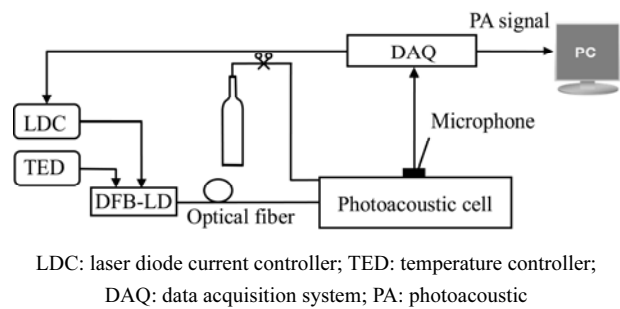 PA signal
DAQ
PC
LDC
Microphone
TED
DFB-LD
Optical fiber
Photoacoustic cell
LDC: laser diode current controller; TED: temperature controller;
DAQ: data acquisition system; PA: photoacoustic